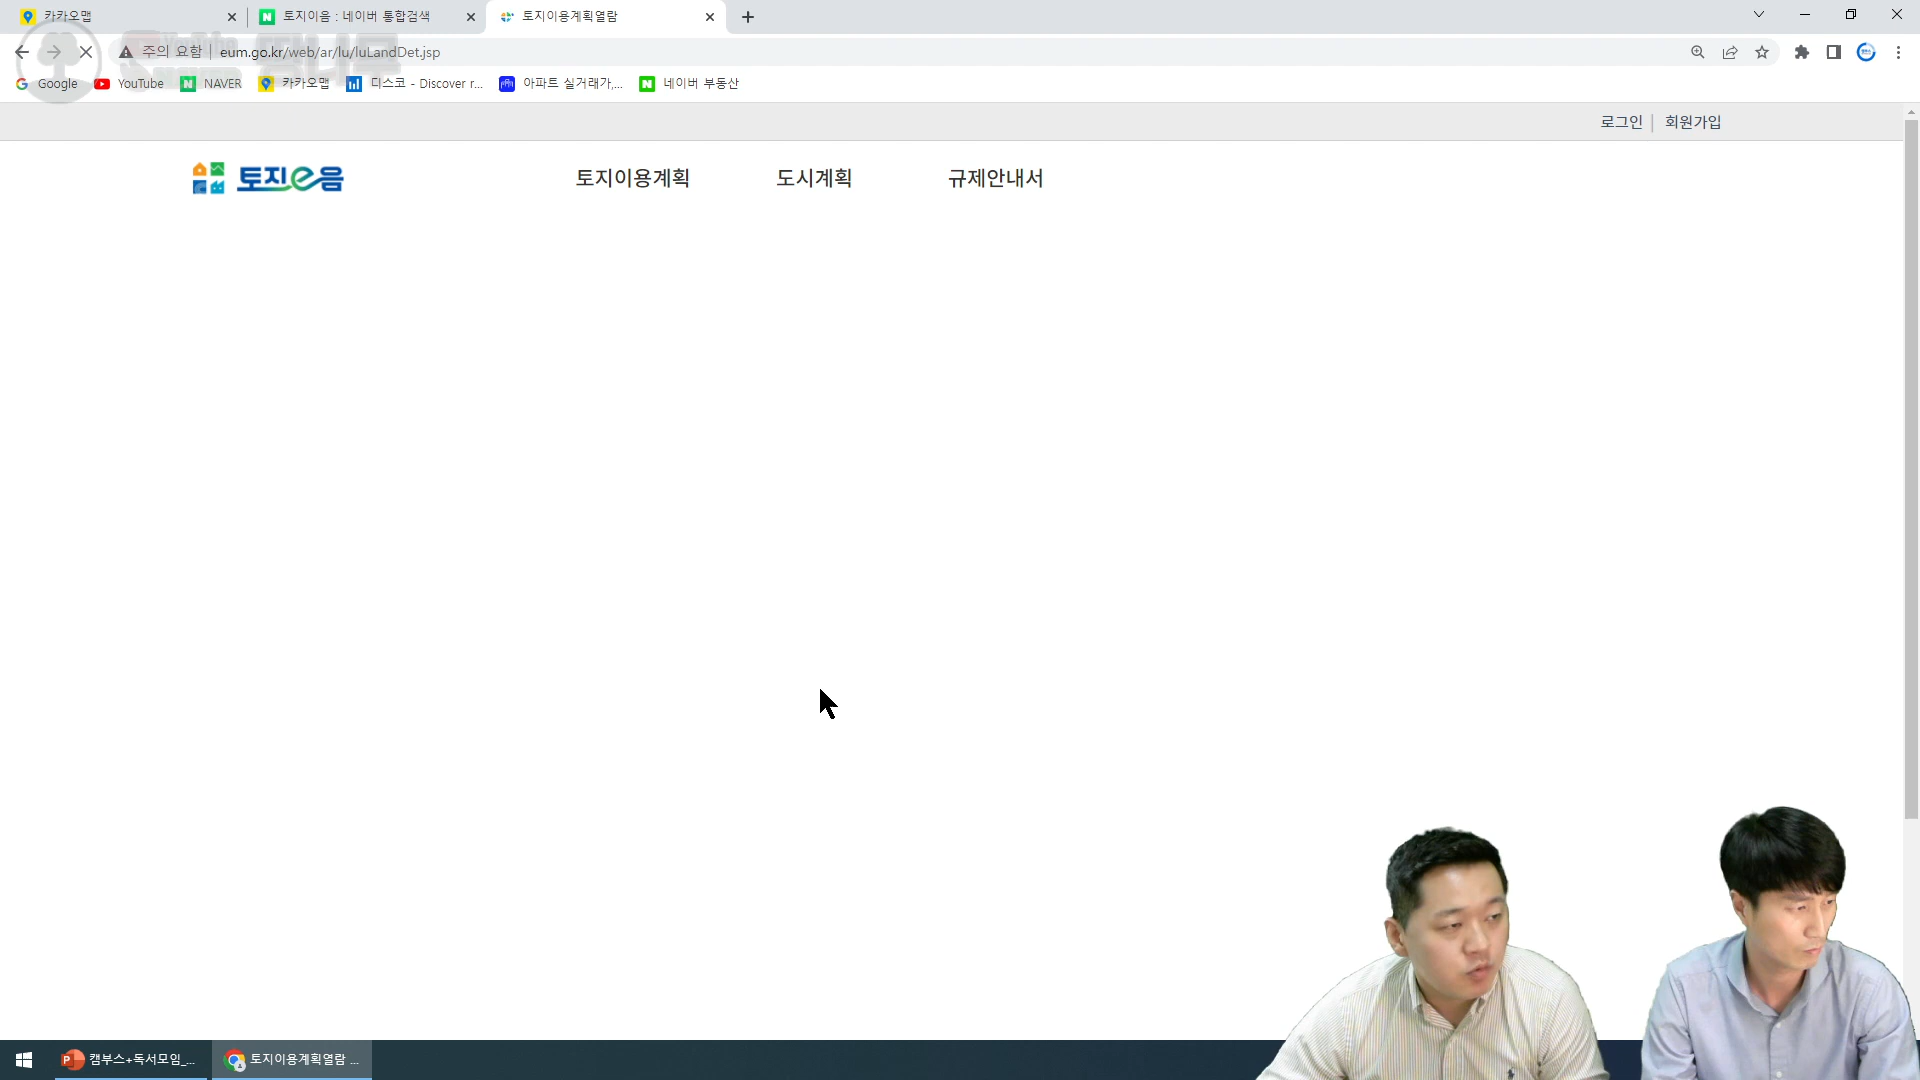 카카오맵
토지이음 : 네이버 통합검색
토지이용계획열람
주의 요함 | eum.go.kr/web/ar/lu/luLandDet.jsp
Google YouTube NAVER 카카오맵 디스코 - Discover r... 아파트 실거래가,... 네이버 부동산
로그인 | 회원가입
토지e음
토지이용계획 도시계획 규제안내서
캠부스+독서모임_...
토지이용계획열람 ...